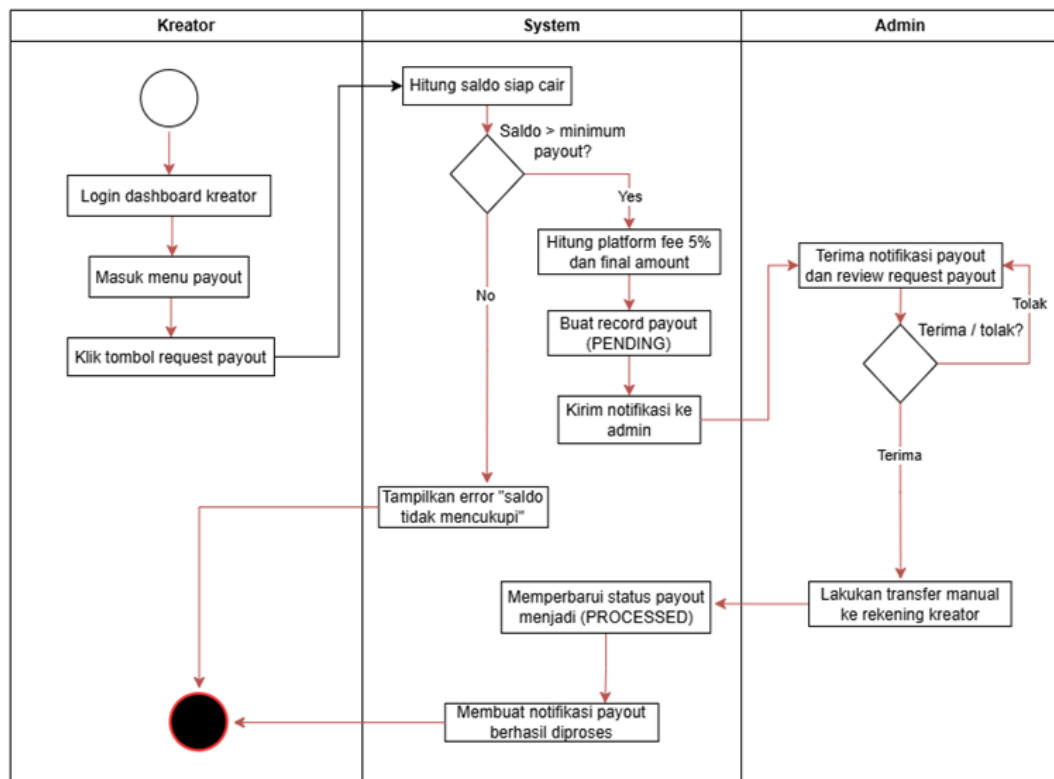 Kreator
System
Admin
Login dashboard kreator
Masuk menu payout
Klik tombol request payout
Hitung saldo siap cair
Saldo > minimum
payout?
Yes
No
Hitung platform fee 5%
dan final amount
Buat record payout
(PENDING)
Kirim notifikasi ke
admin
Tampilkan error "saldo
tidak mencukupi"
Terima notifikasi payout
dan review request payout
Tolak
Terima / tolak?
Terima
Lakukan transfer manual
ke rekening kreator
Memperbarui status payout
menjadi (PROCESSED)
Membuat notifikasi payout
berhasil diproses